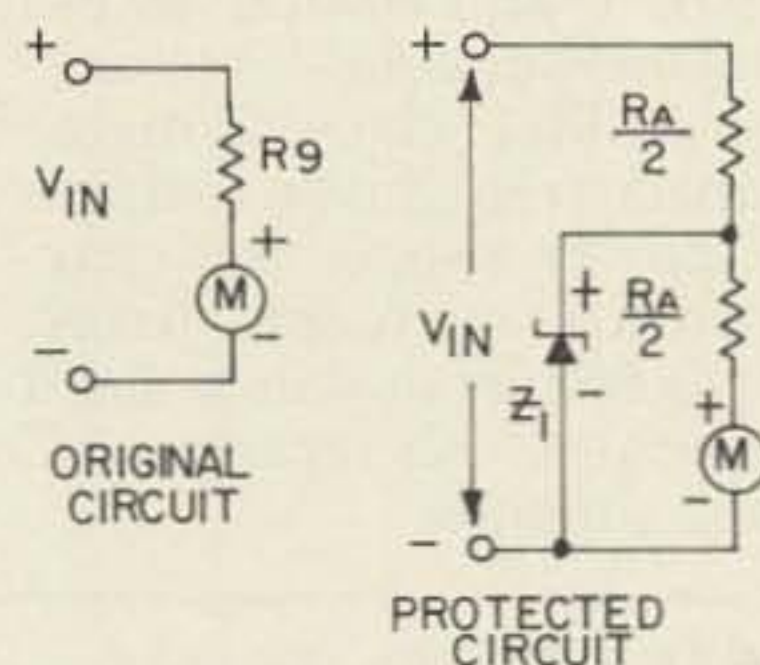 +
R9
VIN
+
M
-
-
ORIGINAL
CIRCUIT
+
RA
2
+
RA
2
VIN
Z1
-
+
M
-
-
PROTECTED
CIRCUIT